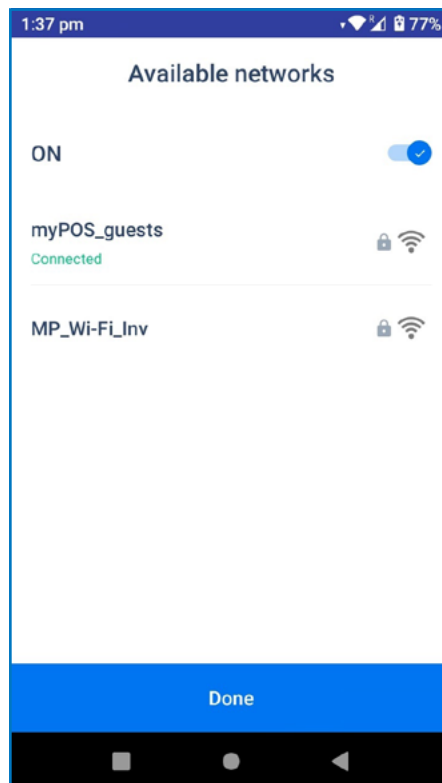 1:37 pm R 77%
Available networks
ON
myPOS_guests
Connected
MP_Wi-Fi_Inv
Done